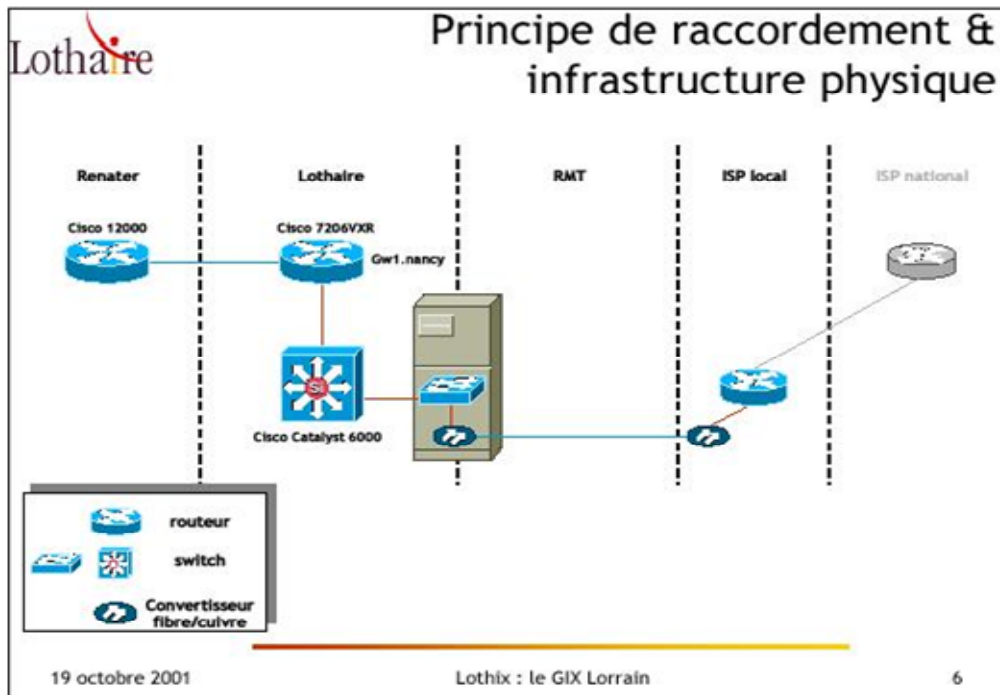 Lothaire
Principe de raccordement &
infrastructure physique
Renater
Lothaire
RMT
ISP local
ISP national
Cisco 12000
Cisco 7206VXR
Gw1.nancy
Si
Cisco Catalyst 6000
routeur
switch
Convertisseur
fibre/cuivre
19 octobre 2001
Lothix : le GIX Lorrain
6